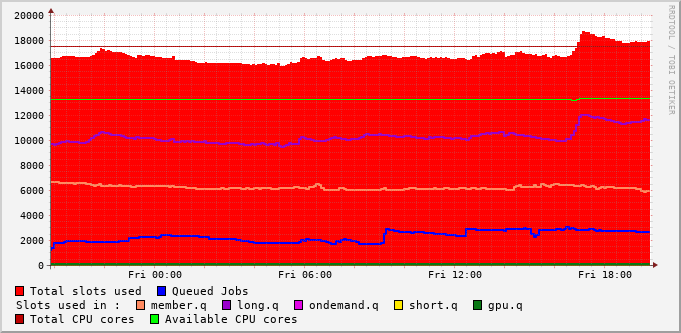 RRDTOOL / TOBI OETIKER
20000
18000
16000
14000
12000
10000
8000
6000
4000
2000
0
Fri 00:00 Fri 06:00 Fri 12:00 Fri 18:00
Total slots used Queued Jobs
Slots used in : member.q long.q ondemand.q short.q gpu.q
Total CPU cores Available CPU cores